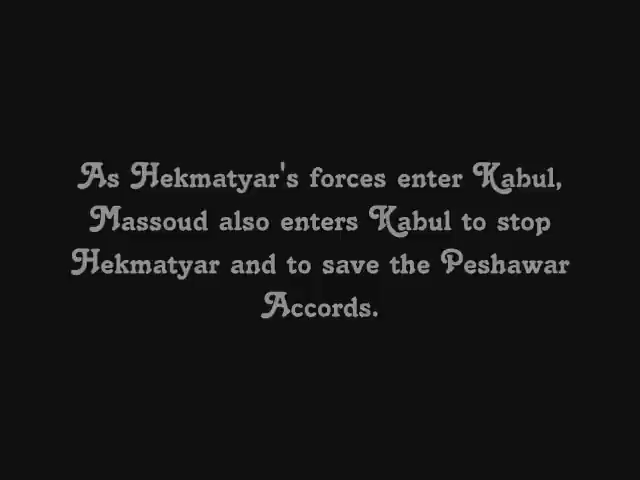 As Hekmatyar's forces enter Kabul,
Massoud also enters Kabul to stop
Hekmatyar and to save the Peshawar
Accords.